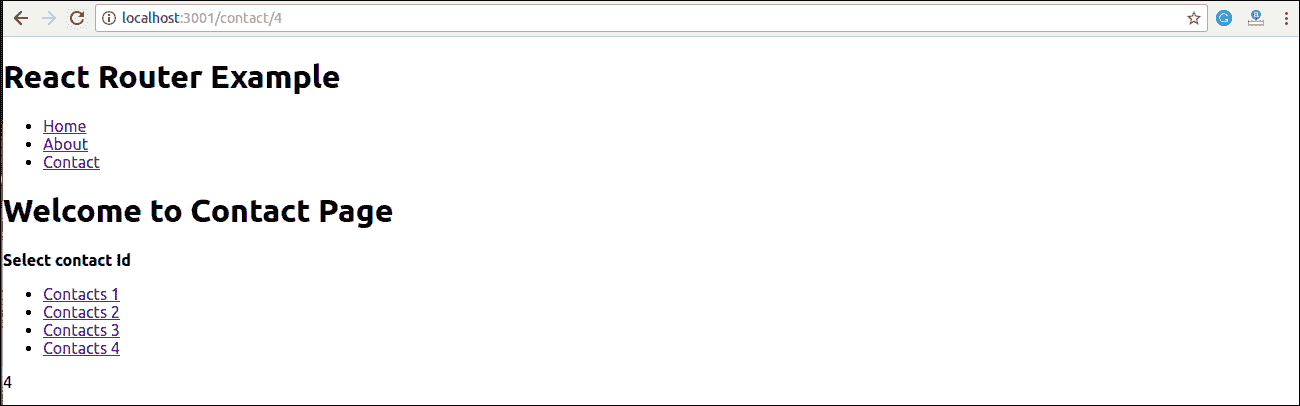 localhost:3001/contact/4
React Router Example
Home
About
Contact
Welcome to Contact Page
Select contact Id
Contacts 1
Contacts 2
Contacts 3
Contacts 4
4